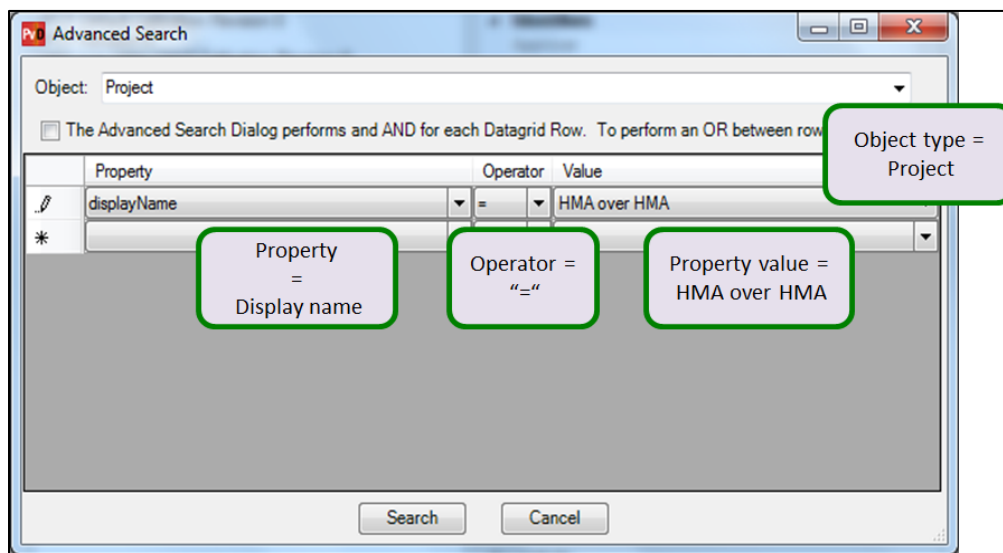 PvD Advanced Search
Object: Project
The Advanced Search Dialog performs and AND for each Datagrid Row. To perform an OR between row
Object type =
Project
Property Operator Value
displayName = HMA over HMA
Property
=
Display name
Operator =
“=“
Property value =
HMA over HMA
Search Cancel